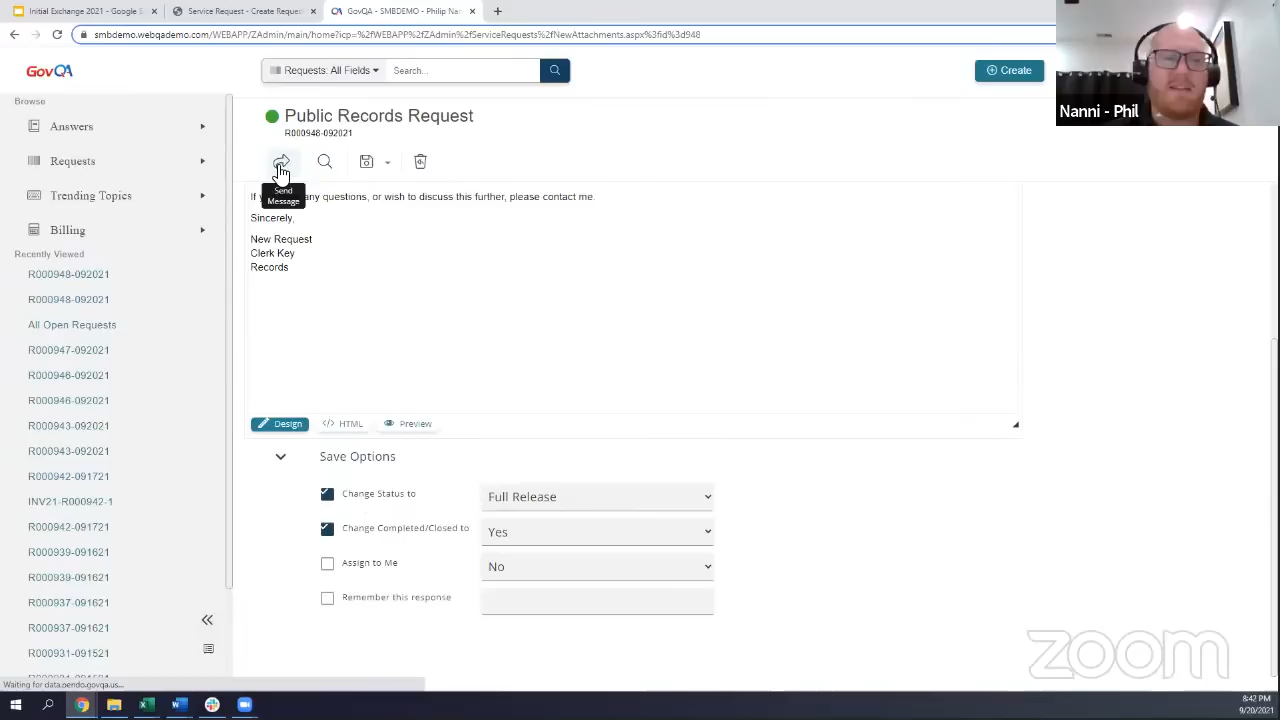 Initial Exchange 2021 - Google S
Service Request - Create Reques
GovQA - SMBDEMO - Philip Nan
smbdemo.webqademo.com/WEBAPP/ZAdmin/main/home?icp=%2fWEBAPP%2fZAdmin%2fServiceRequests%2fNewAttachments.aspx%3fid%3d948
Nanni - Phil
GovQA
Requests: All Fields
Search...
Create
Browse
Answers
Requests
Trending Topics
Billing
Recently Viewed
R000948-092021
R000948-092021
All Open Requests
R000947-092021
R000946-092021
R000946-092021
R000943-092021
R000943-092021
R000942-091721
INV21-R000942-1
R000942-091721
R000939-091621
R000939-091621
R000937-091621
R000937-091621
R000931-091521
Public Records Request
R000948-092021
Send
Message
If any questions, or wish to discuss this further, please contact me.
Sincerely,
New Request
Clerk Key
Records
Design
HTML
Preview
Save Options
Change Status to
Full Release
Change Completed/Closed to
Yes
Assign to Me
No
Remember this response
zoom
Waiting for data.pendo.govqa.us...
8:42 PM
9/20/2021